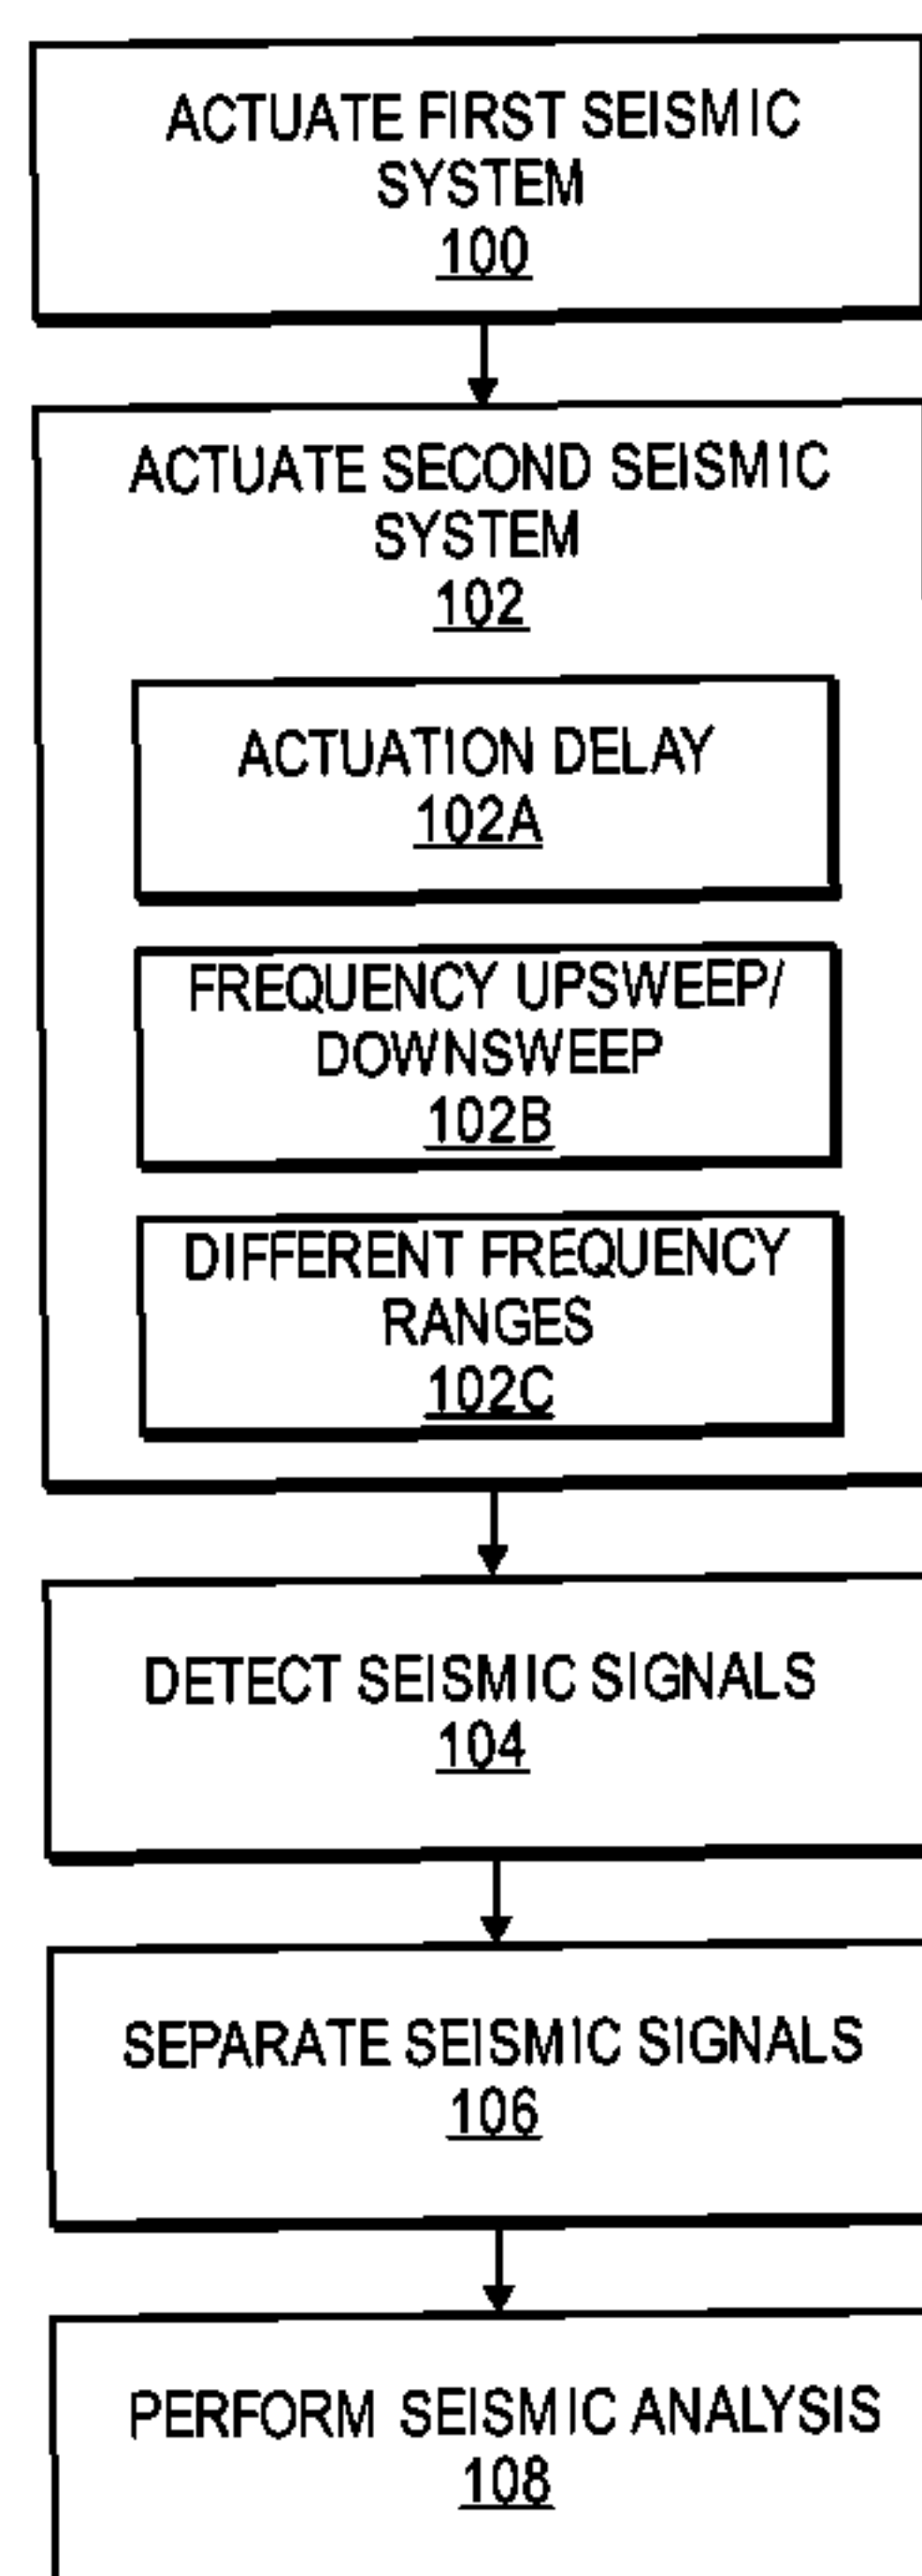 ACTUATE FIRST SEISMIC
SYSTEM
100
ACTUATE SECOND SEISMIC
SYSTEM
102
ACTUATION DELAY
102A
FREQUENCY UPSWEEP/
DOWNSWEEP
102B
DIFFERENT FREQUENCY
RANGES
102C
DETECT SEISMIC SIGNALS
104
SEPARATE SEISMIC SIGNALS
106
PERFORM SEISMIC ANALYSIS
108